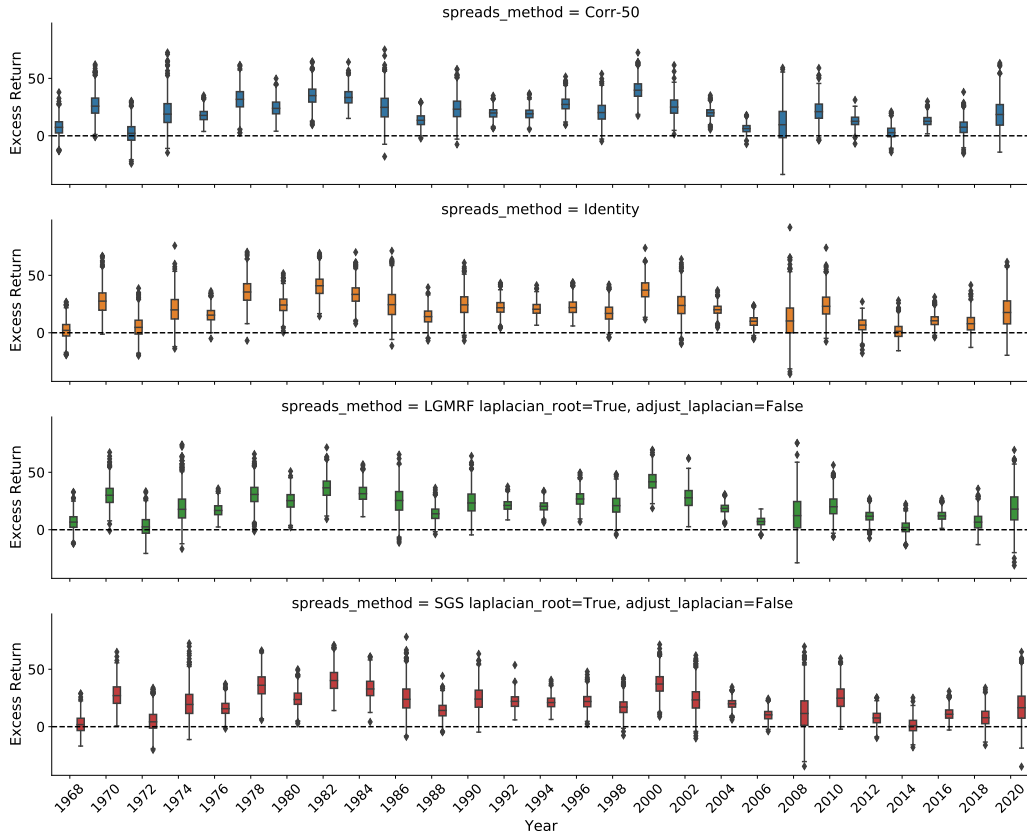 spreads_method = Corr-50
50
0
Excess Return
spreads_method = Identity
50
0
Excess Return
spreads_method = LGMRF laplacian_root=True, adjust_laplacian=False
50
0
Excess Return
spreads_method = SGS laplacian_root=True, adjust_laplacian=False
50
0
Excess Return
1968 1970 1972 1974 1976 1978 1980 1982 1984 1986 1988 1990 1992 1994 1996 1998 2000 2002 2004 2006 2008 2010 2012 2014 2016 2018 2020
Year